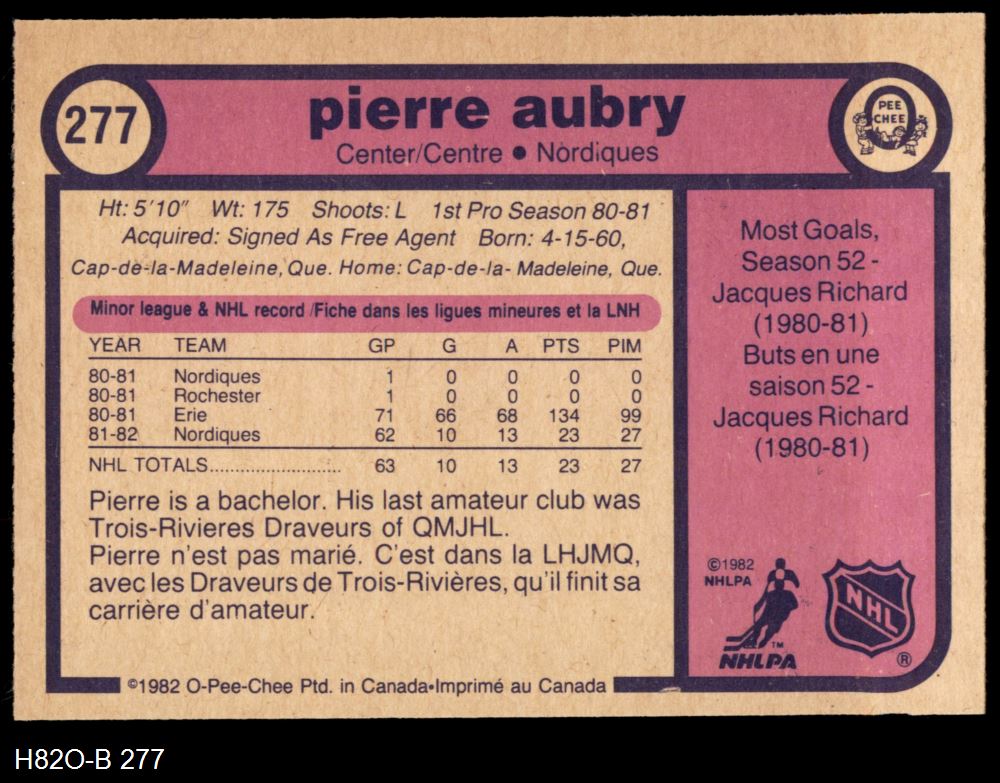 277
pierre aubry
Center/Centre • Nordiques
PEE
CHEE
Ht: 5'10" Wt: 175 Shoots: L 1st Pro Season 80-81
Acquired: Signed As Free Agent Born: 4-15-60,
Cap-de-la-Madeleine, Que. Home: Cap-de-la- Madeleine, Que.
Minor league & NHL record /Fiche dans les ligues mineures et la LNH
YEAR TEAM GP G A PTS PIM
80-81 Nordiques 1 0 0 0 0
80-81 Rochester 1 0 0 0 0
80-81 Erie 71 66 68 134 99
81-82 Nordiques 62 10 13 23 27
NHL TOTALS.......................... 63 10 13 23 27
Pierre is a bachelor. His last amateur club was
Trois-Rivieres Draveurs of QMJHL.
Pierre n'est pas marié. C'est dans la LHJMQ,
avec les Draveurs de Trois-Rivières, qu'il finit sa
carrière d'amateur.
Most Goals,
Season 52 -
Jacques Richard
(1980-81)
Buts en une
saison 52 -
Jacques Richard
(1980-81)
©1982
NHLPA
TM
NHLPA
NHL
®
©1982 O-Pee-Chee Ptd. in Canada•Imprimé au Canada
H82O-B 277